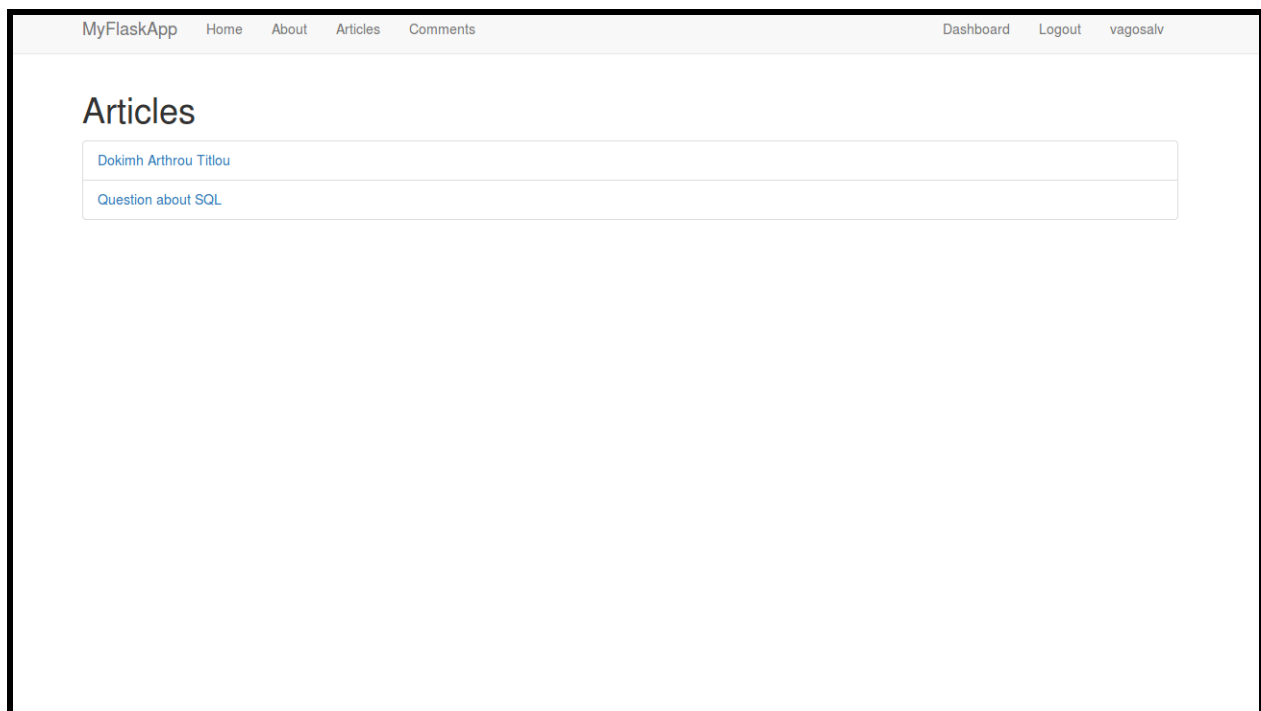 MyFlaskApp Home About Articles Comments Dashboard Logout vagosalv
Articles
Dokimh Arthrou Titlou
Question about SQL